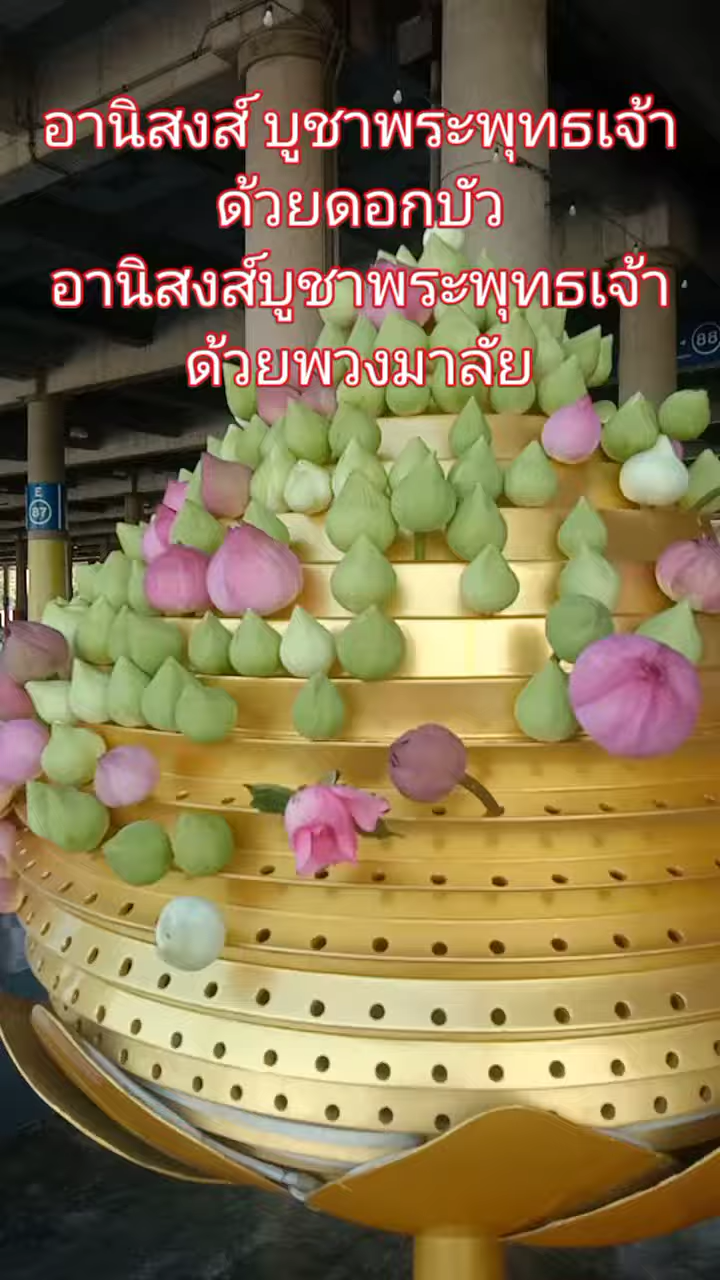 อานิสงส์ บูชาพระพุทธเจ้า
ด้วยดอกบัว
อานิสงส์บูชาพระพุทธเจ้า
ด้วยพวงมาลัย
88
E
87